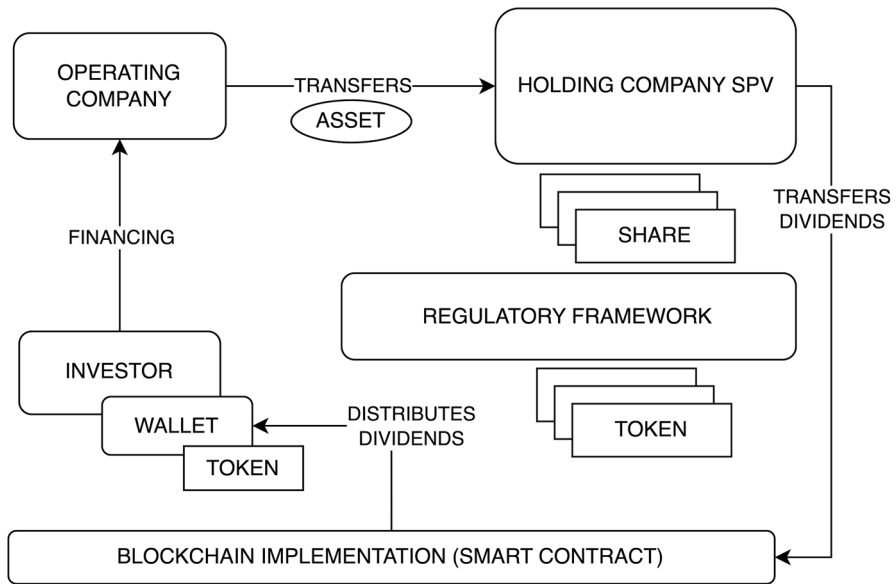 OPERATING
COMPANY
TRANSFERS
ASSET
HOLDING COMPANY SPV
TRANSFERS
DIVIDENDS
SHARE
FINANCING
REGULATORY FRAMEWORK
INVESTOR
WALLET
TOKEN
DISTRIBUTES
DIVIDENDS
TOKEN
BLOCKCHAIN IMPLEMENTATION (SMART CONTRACT)